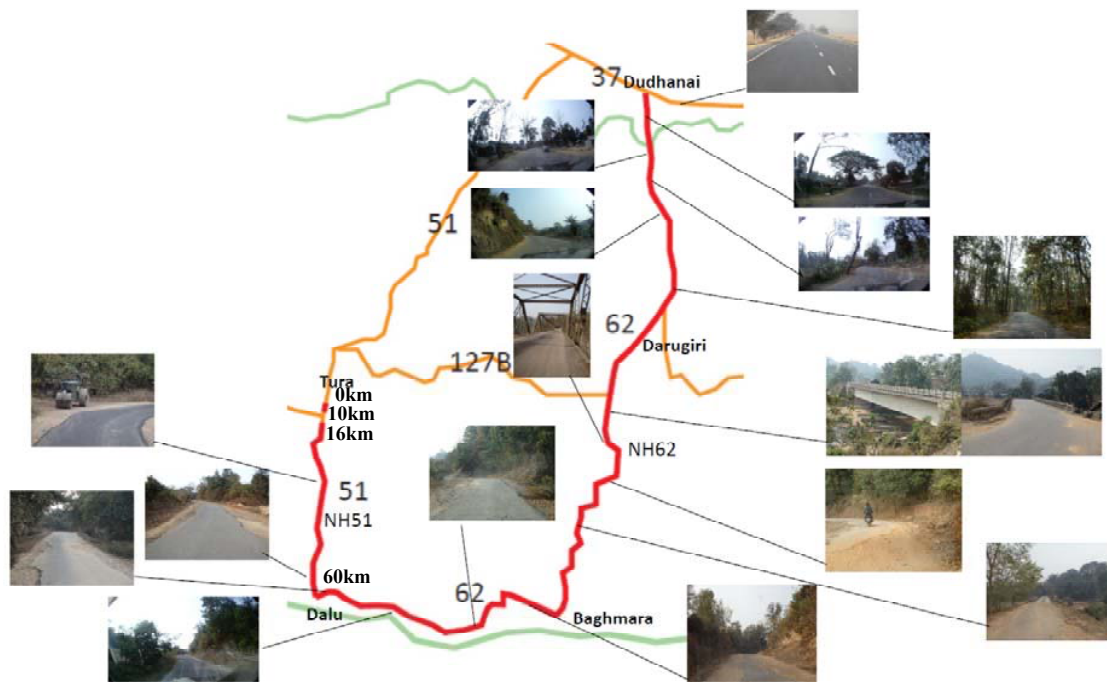 37 Dudhanai
51
62
Darugiri
127B
Tura
0km
10km
16km
NH62
51
NH51
60km
62
Dalu
Baghmara